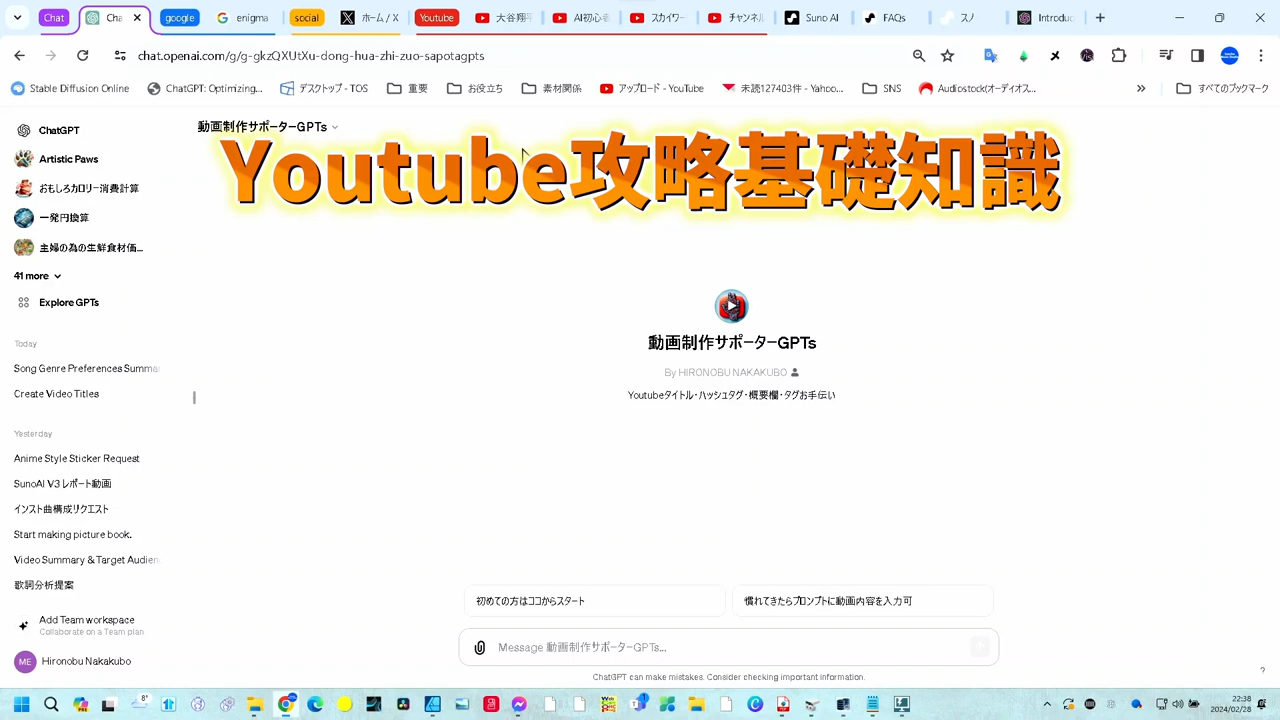 Chat
Cha
google
enigma
social
ホーム / X
Youtube
大谷翔平
AI初心者
スカイワー
チャンネル
Suno AI
FAQs
スノ
Introduc
chat.openai.com/g/g-gkzQXUtXu-dong-hua-zhi-zuo-sapotagpts
Stable Diffusion Online
ChatGPT: Optimizing...
デスクトップ - TOS
重要
お役立ち
素材関係
アップロード - YouTube
未読127403件 - Yahoo...
SNS
Audiostock(オーディオス...
すべてのブックマーク
ChatGPT
動画制作サポーターGPTs
Youtube攻略基礎知識
Artistic Paws
おもしろカロリー消費計算
一発円換算
主婦の為の生鮮食材価...
41 more
Explore GPTs
動画制作サポーターGPTs
By HIRONOBU NAKAKUBO
Youtubeタイトル・ハッシュタグ・概要欄・タグお手伝い
Today
Song Genre Preferences Summar
Create Video Titles
Yesterday
Anime Style Sticker Request
SunoAI V3 レポート動画
インスト曲構成リクエスト
Start making picture book.
Video Summary & Target Audien
歌詞分析提案
初めての方はココからスタート
慣れてきたらプロンプトに動画内容を入力可
Add Team workspace
Collaborate on a Team plan
Message 動画制作サポーターGPTs...
ME
Hironobu Nakakubo
ChatGPT can make mistakes. Consider checking important information.
?
8°
22:38
2024/02/28